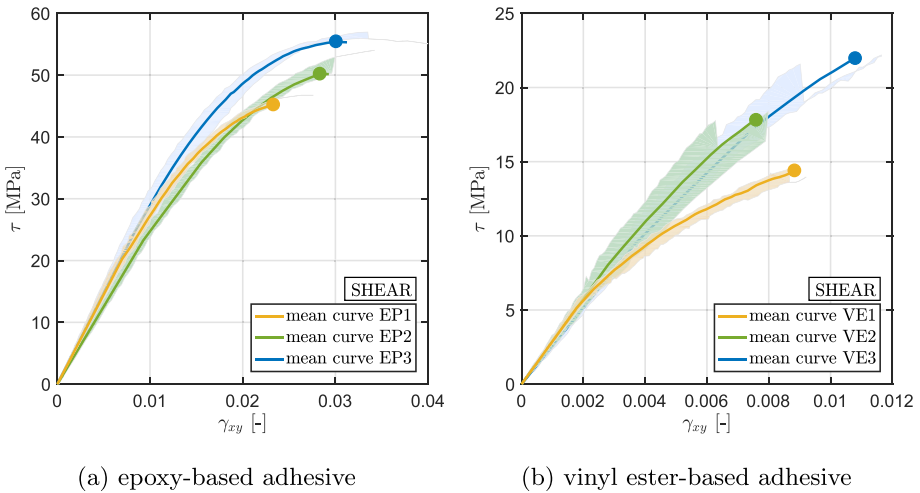 60
50
40
30
20
10
0
τ [MPa]
0
0.01
0.02
0.03
0.04
γxy [-]
SHEAR
mean curve EP1
mean curve EP2
mean curve EP3
(a) epoxy-based adhesive
25
20
15
10
5
0
τ [MPa]
0
0.002
0.004
0.006
0.008
0.01
0.012
γxy [-]
SHEAR
mean curve VE1
mean curve VE2
mean curve VE3
(b) vinyl ester-based adhesive